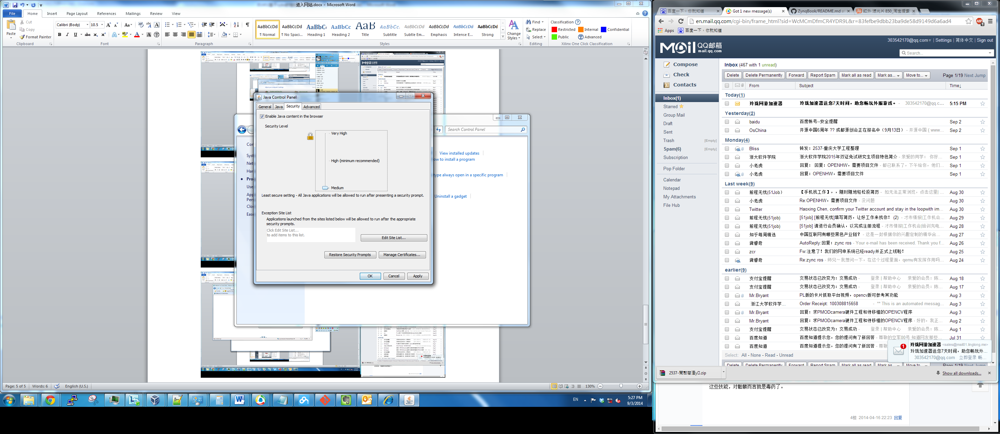 进入网站.docx - Microsoft Word
File Home Insert Page Layout References Mailings Review View
Paste
Cut
Copy
Format Painter
Clipboard
Calibri (Body) 10.5
Font
Paragraph
AaBbCcDd AaBbCcDd AaBbC AaBbCc AaB AaBbCc. AaBbCcDd AaBbCcDd AaBbCcDd AaBbCcDd
¶ Normal ¶ No Spaci... Heading 1 Heading 2 Title Subtitle Subtle Em... Emphasis Intense E... Strong
Change Styles
Styles
Find
Replace
Select
Editing
Classification
Restricted Internal Confidential
Public Advanced
Xilinx One Click Classification
Java Control Panel
General Java Security Advanced
Enable Java content in the browser
Security Level
Very High
High (minimum recommended)
Medium
Least secure setting - All Java applications will be allowed to run after presenting a security prompt.
Exception Site List
Applications launched from the sites listed below will be allowed to run after the appropriate
security prompts.
Click Edit Site List...
to add items to this list.
Edit Site List...
Restore Security Prompts Manage Certificates...
OK Cancel Apply
Search Control Panel
View installed updates
ow to install a program
type always open in a specific program
Uninstall a gadget
Page: 5 of 5 Words: 6 English (U.S.) 130%
EN 5:27 PM
9/3/2014
百度一下，你就知道 Got 1 new message(s) ZynqBook/README.md at 红外 滤光片 850_淘宝搜索
en.mail.qq.com/cgi-bin/frame_html?sid=WcMCmDfmCR4YDR9L&r=83fefbe9dbb23ba9de58d9149d6a6ad4
Apps 百度一下，你就知道
Mail QQ邮箱
mail.qq.com
303542170@qq.com | Settings | 简体中文 | Sign out
Search...
Compose
Check
Contacts
Inbox(1)
Starred
Group Mail
Draft
Sent
Trash [Empty]
Spam(6) [Empty]
Subscription
Pop Folder
Calendar
Notepad
My Attachments
File Hub
Inbox (467 with 1 unread)
Delete Delete Permanently Forward Report Spam Mark all as read Mark as... Move to... Page 1/19 Next Jump
From Subject Time↓
Today(1)
玲珑网游加速器 玲珑加速器送您7天时间，助您畅玩外服游戏。 - 303542170@qq.c... 5:15 PM
Yesterday(2)
baidu 百度帐号--安全提醒 Sep 2
OsChina 开源中国6周年 ?? 成都源创会正在报名中（9月13日） - 开源中国 ( www... Sep 2
Monday(4)
Bliss 转发：2537-重庆大学工程整理 Sep 1
浙大软件学院 浙大软件学院2015年双证免试研究生项目特色简介 - 亲爱的同学： 你好... Sep 1
小老虎 回复： 回复：OPENHW，需要项目文件 - 都已联系了，下午给你，他们... Sep 1
小老虎 回复：OPENHW，需要项目文件 Sep 1
Last week(9)
前程无忧(51Job） 【手机找工作】，，随时随地轻松投简历 - 如无法正常浏览，点击这里| ... Aug 30
小老虎 Re:OPENHW，需要项目文件 - 没问题 Aug 30
Twitter Haoxing Chen, confirm your Twitter account and stay in the loopwith im... Aug 30
前程无忧(51job) [51job] [前程无忧]填写简历，让好工作来找你！ (2) - 才市情报|工作机会... Aug 29
前程无忧(51job) [51job] 请进行会员确认，以完成注册流程 - 才市情报|工作机会|培训充电... Aug 28
知乎每周精选 中国互联网有哪些黑色产业链？ - 这是一封根据你的兴趣定制的精华合... Aug 27
龚睿奇 AutoReply:回复：zync ros - Your e-mail has been received. Thank you f... Aug 26
zcr Fw:注意了！我们的网申系统已经ready并正式上线啦！ Aug 25
龚睿奇 Re:zync ros - 师兄～我想问一下，在这个过程里面，qemu有发挥作用吗... Aug 24
earlier(9)
支付宝提醒 交易状态已改变为：交易成功 - 登录 | 帮助中心 亲爱的会员：陈... Aug 18
支付宝提醒 交易状态已改变为：交易成功 - 登录 | 帮助中心 亲爱的会员：陈... Aug 17
Mr.Bryant PL版的卡片抓取平台视频，opencv版可参考其功能 Aug 3
浙江大学软件学... Order Receipt: 100308815658 - ** This is an automated messag... Aug 3
Mr.Bryant 回复：求PMODcamera硬件工程和待移植的OPENCV程序 Aug 3
Mr.Bryant 回复：求PMODcamera硬件工程和待移植的OPENCV程序 - 好的，我正... Aug 2
支付宝提醒 交易状态已改变为：交易成功 - 登录 | 帮助中心 亲爱的会员：陈... Aug 1
百度知道 百度知道提示您，您的提问有了新回答 - 尊敬的空军00号 知道网友那些... Jul 31
百度知道 百度知道提示您，您的提问有了新回答 - 尊敬
Select: All - None - Read - Unread
玲珑网游加速器 <sales@mail01.linglong.me>
玲珑加速器送您7天时间，助您畅玩外...
303542170@qq.com 立即登录 畅...
Delete Delete Permanently Forward Report Spam Mark all as read Mark as... Move to... Page 1/19 Next Jump
Show all downloads...
这些技能，对骷髅而言就是毒药了。
4楼 2014-04-16 22:23 回复